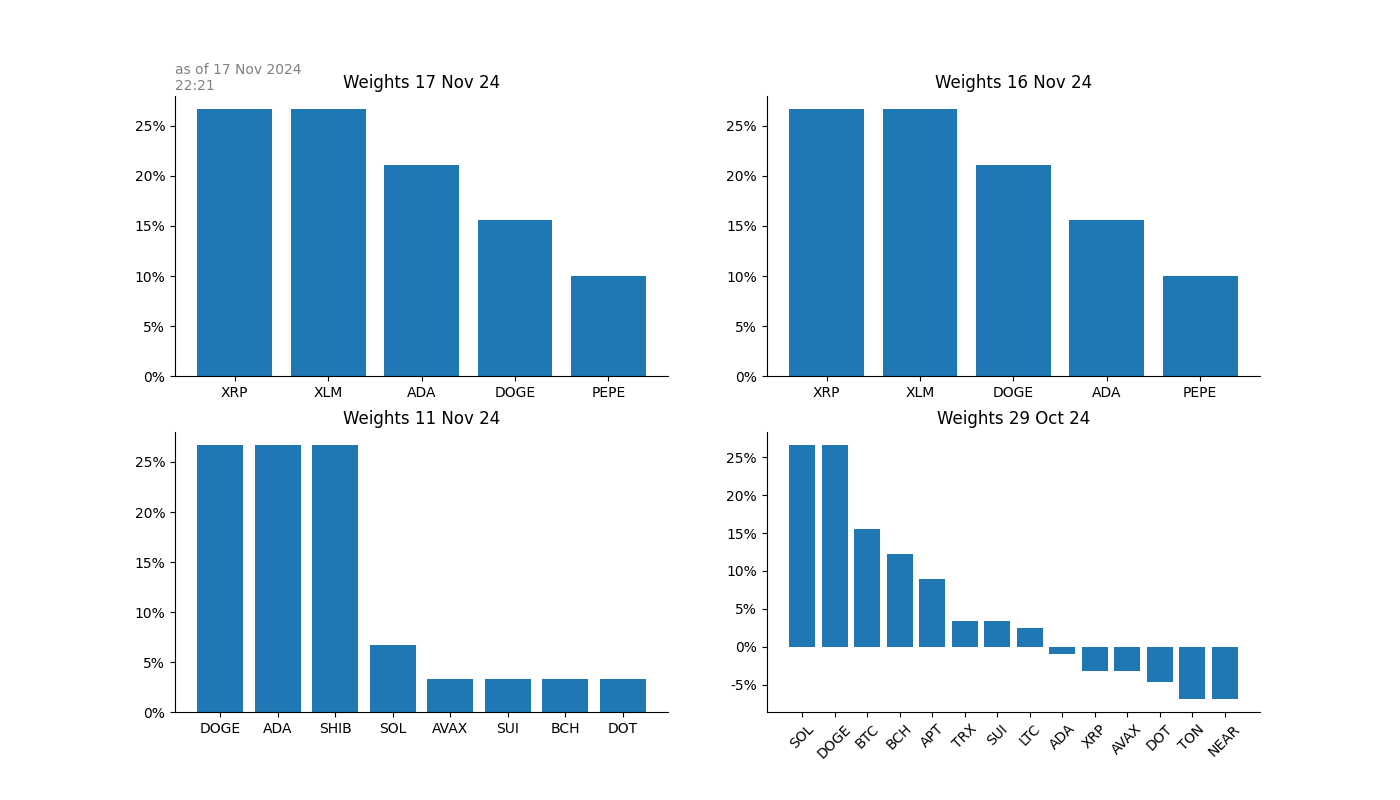 as of 17 Nov 2024
22:21
Weights 17 Nov 24
25%
20%
15%
10%
5%
0%
XRP XLM ADA DOGE PEPE
Weights 16 Nov 24
25%
20%
15%
10%
5%
0%
XRP XLM DOGE ADA PEPE
Weights 11 Nov 24
25%
20%
15%
10%
5%
0%
DOGE ADA SHIB SOL AVAX SUI BCH DOT
Weights 29 Oct 24
25%
20%
15%
10%
5%
0%
-5%
SOL DOGE BTC BCH APT TRX SUI LTC ADA XRP AVAX DOT TON NEAR